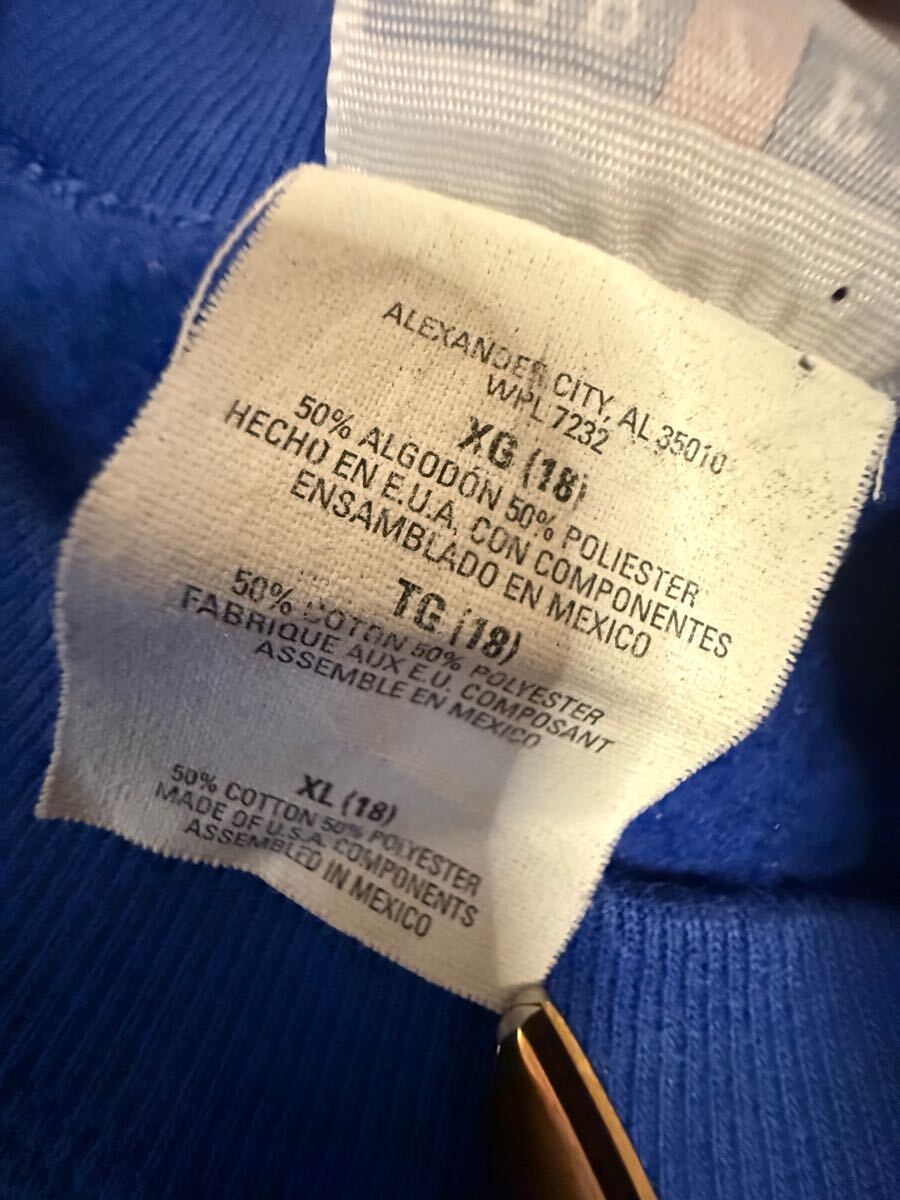 ALEXANDER CITY, AL 35010
WPL 7232
XG (18)
50% ALGODÓN 50% POLIESTER
HECHO EN E.U.A. CON COMPONENTES
ENSAMBLADO EN MEXICO
TG (18)
50% COTON 50% POLYESTER
FABRIQUE AUX E.U. COMPOSANT
ASSEMBLE EN MEXICO
XL (18)
50% COTTON 50% POLYESTER
MADE OF U.S.A. COMPONENTS
ASSEMBLED IN MEXICO